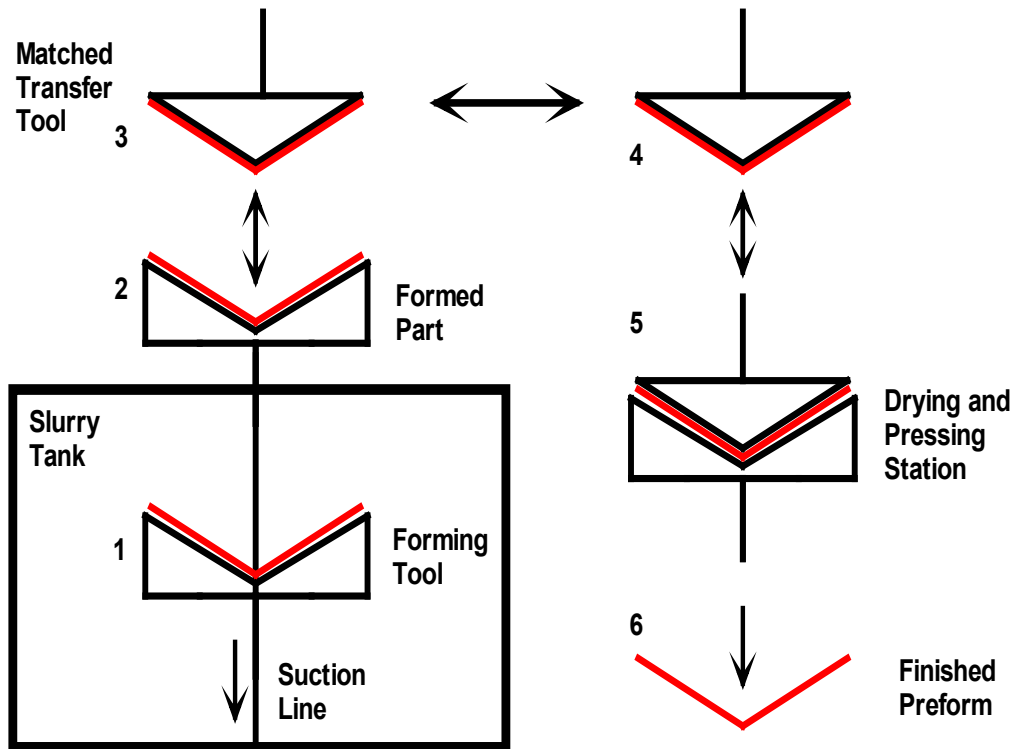 Matched
Transfer
Tool
3
4
2
Formed
Part
5
Slurry
Tank
Drying and
Pressing
Station
1
Forming
Tool
Suction
Line
6
Finished
Preform